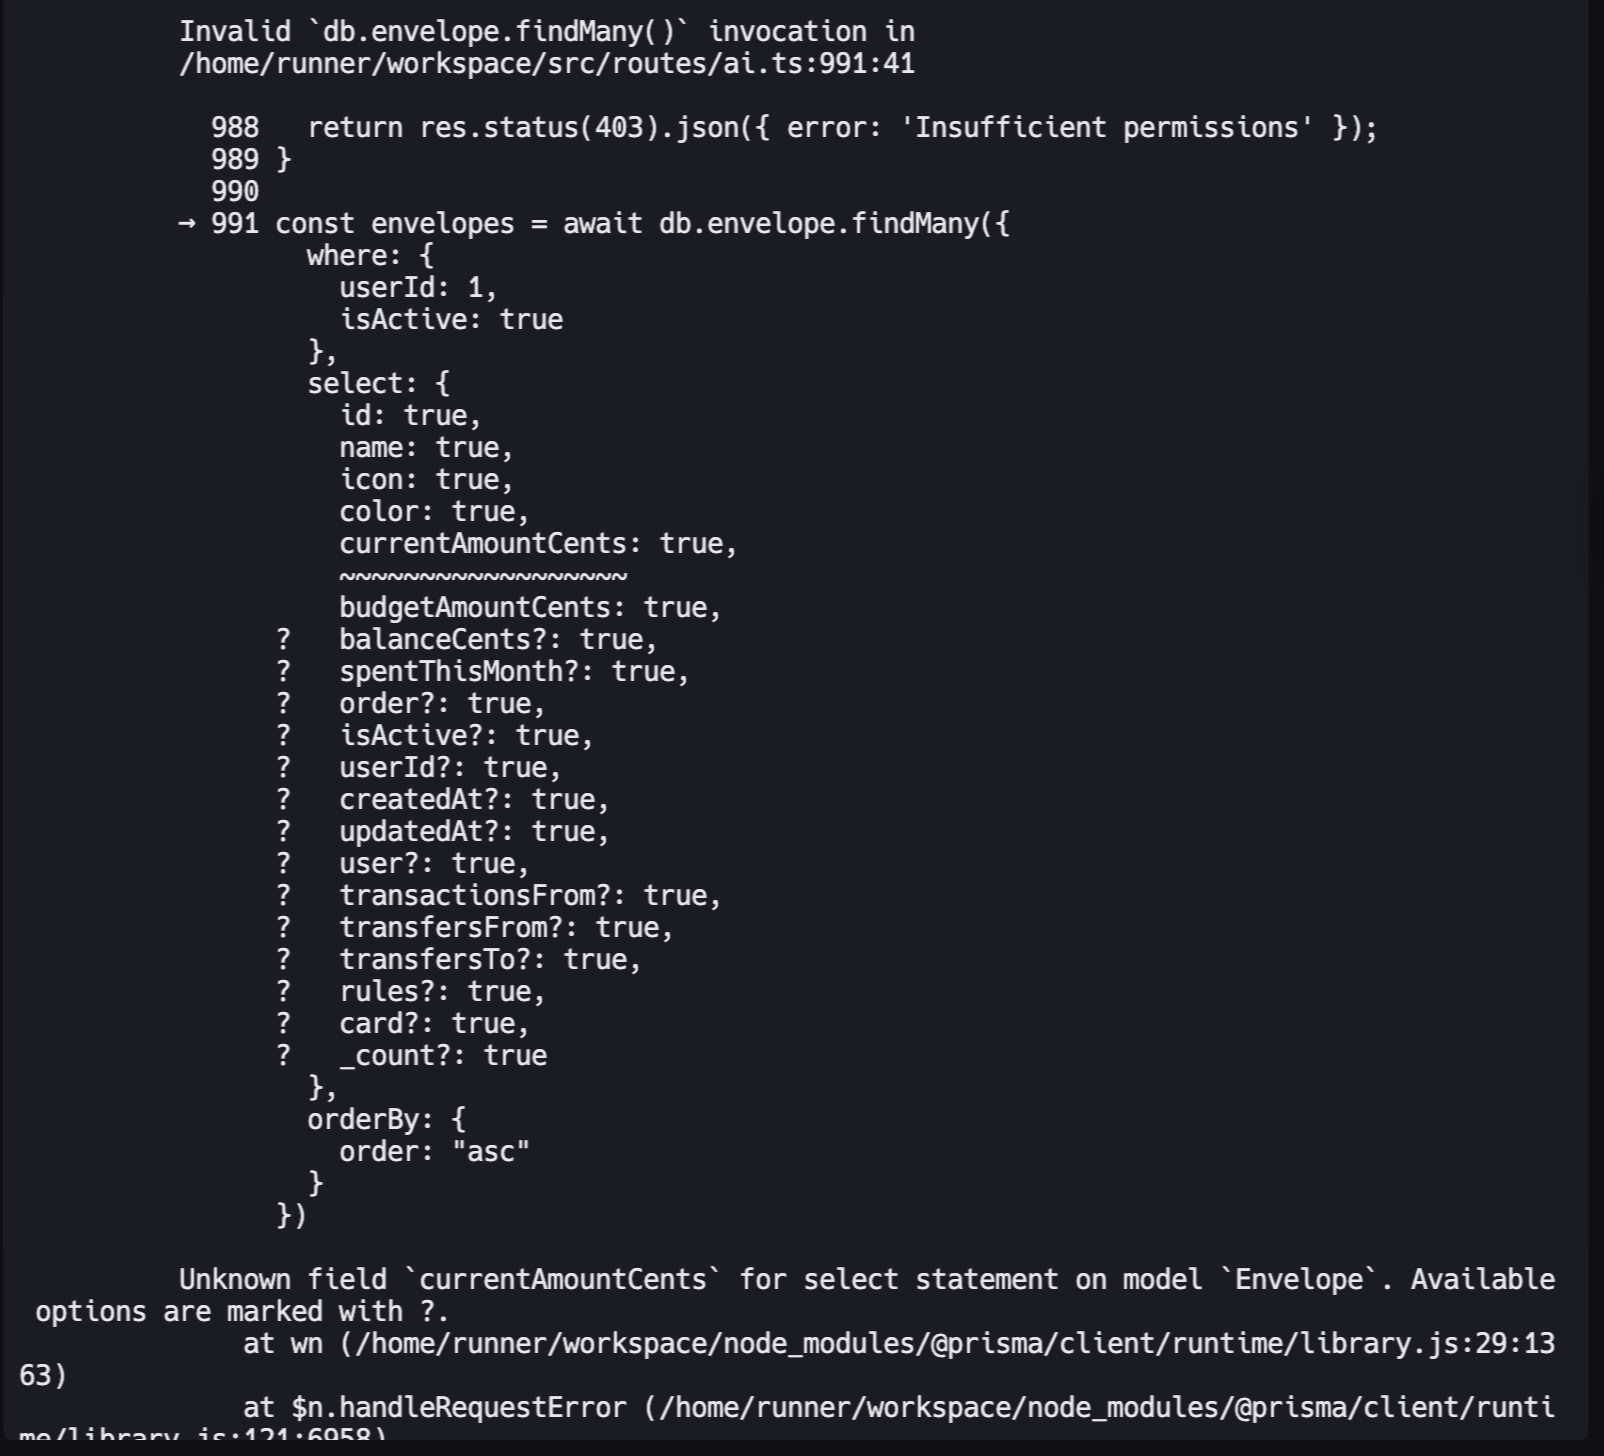 Invalid `db.envelope.findMany()` invocation in
/home/runner/workspace/src/routes/ai.ts:991:41
988   return res.status(403).json({ error: 'Insufficient permissions' });
989 }
990
→ 991 const envelopes = await db.envelope.findMany({
where: {
userId: 1,
isActive: true
},
select: {
id: true,
name: true,
icon: true,
color: true,
currentAmountCents: true,
~~~~~~~~~~~~~~~~~~
budgetAmountCents: true,
?   balanceCents?: true,
?   spentThisMonth?: true,
?   order?: true,
?   isActive?: true,
?   userId?: true,
?   createdAt?: true,
?   updatedAt?: true,
?   user?: true,
?   transactionsFrom?: true,
?   transfersFrom?: true,
?   transfersTo?: true,
?   rules?: true,
?   card?: true,
?   _count?: true
},
orderBy: {
order: "asc"
}
})
Unknown field `currentAmountCents` for select statement on model `Envelope`. Available
options are marked with ?.
at wn (/home/runner/workspace/node_modules/@prisma/client/runtime/library.js:29:13
63)
at $n.handleRequestError (/home/runner/workspace/node_modules/@prisma/client/runti
me/library.js:121:6958)